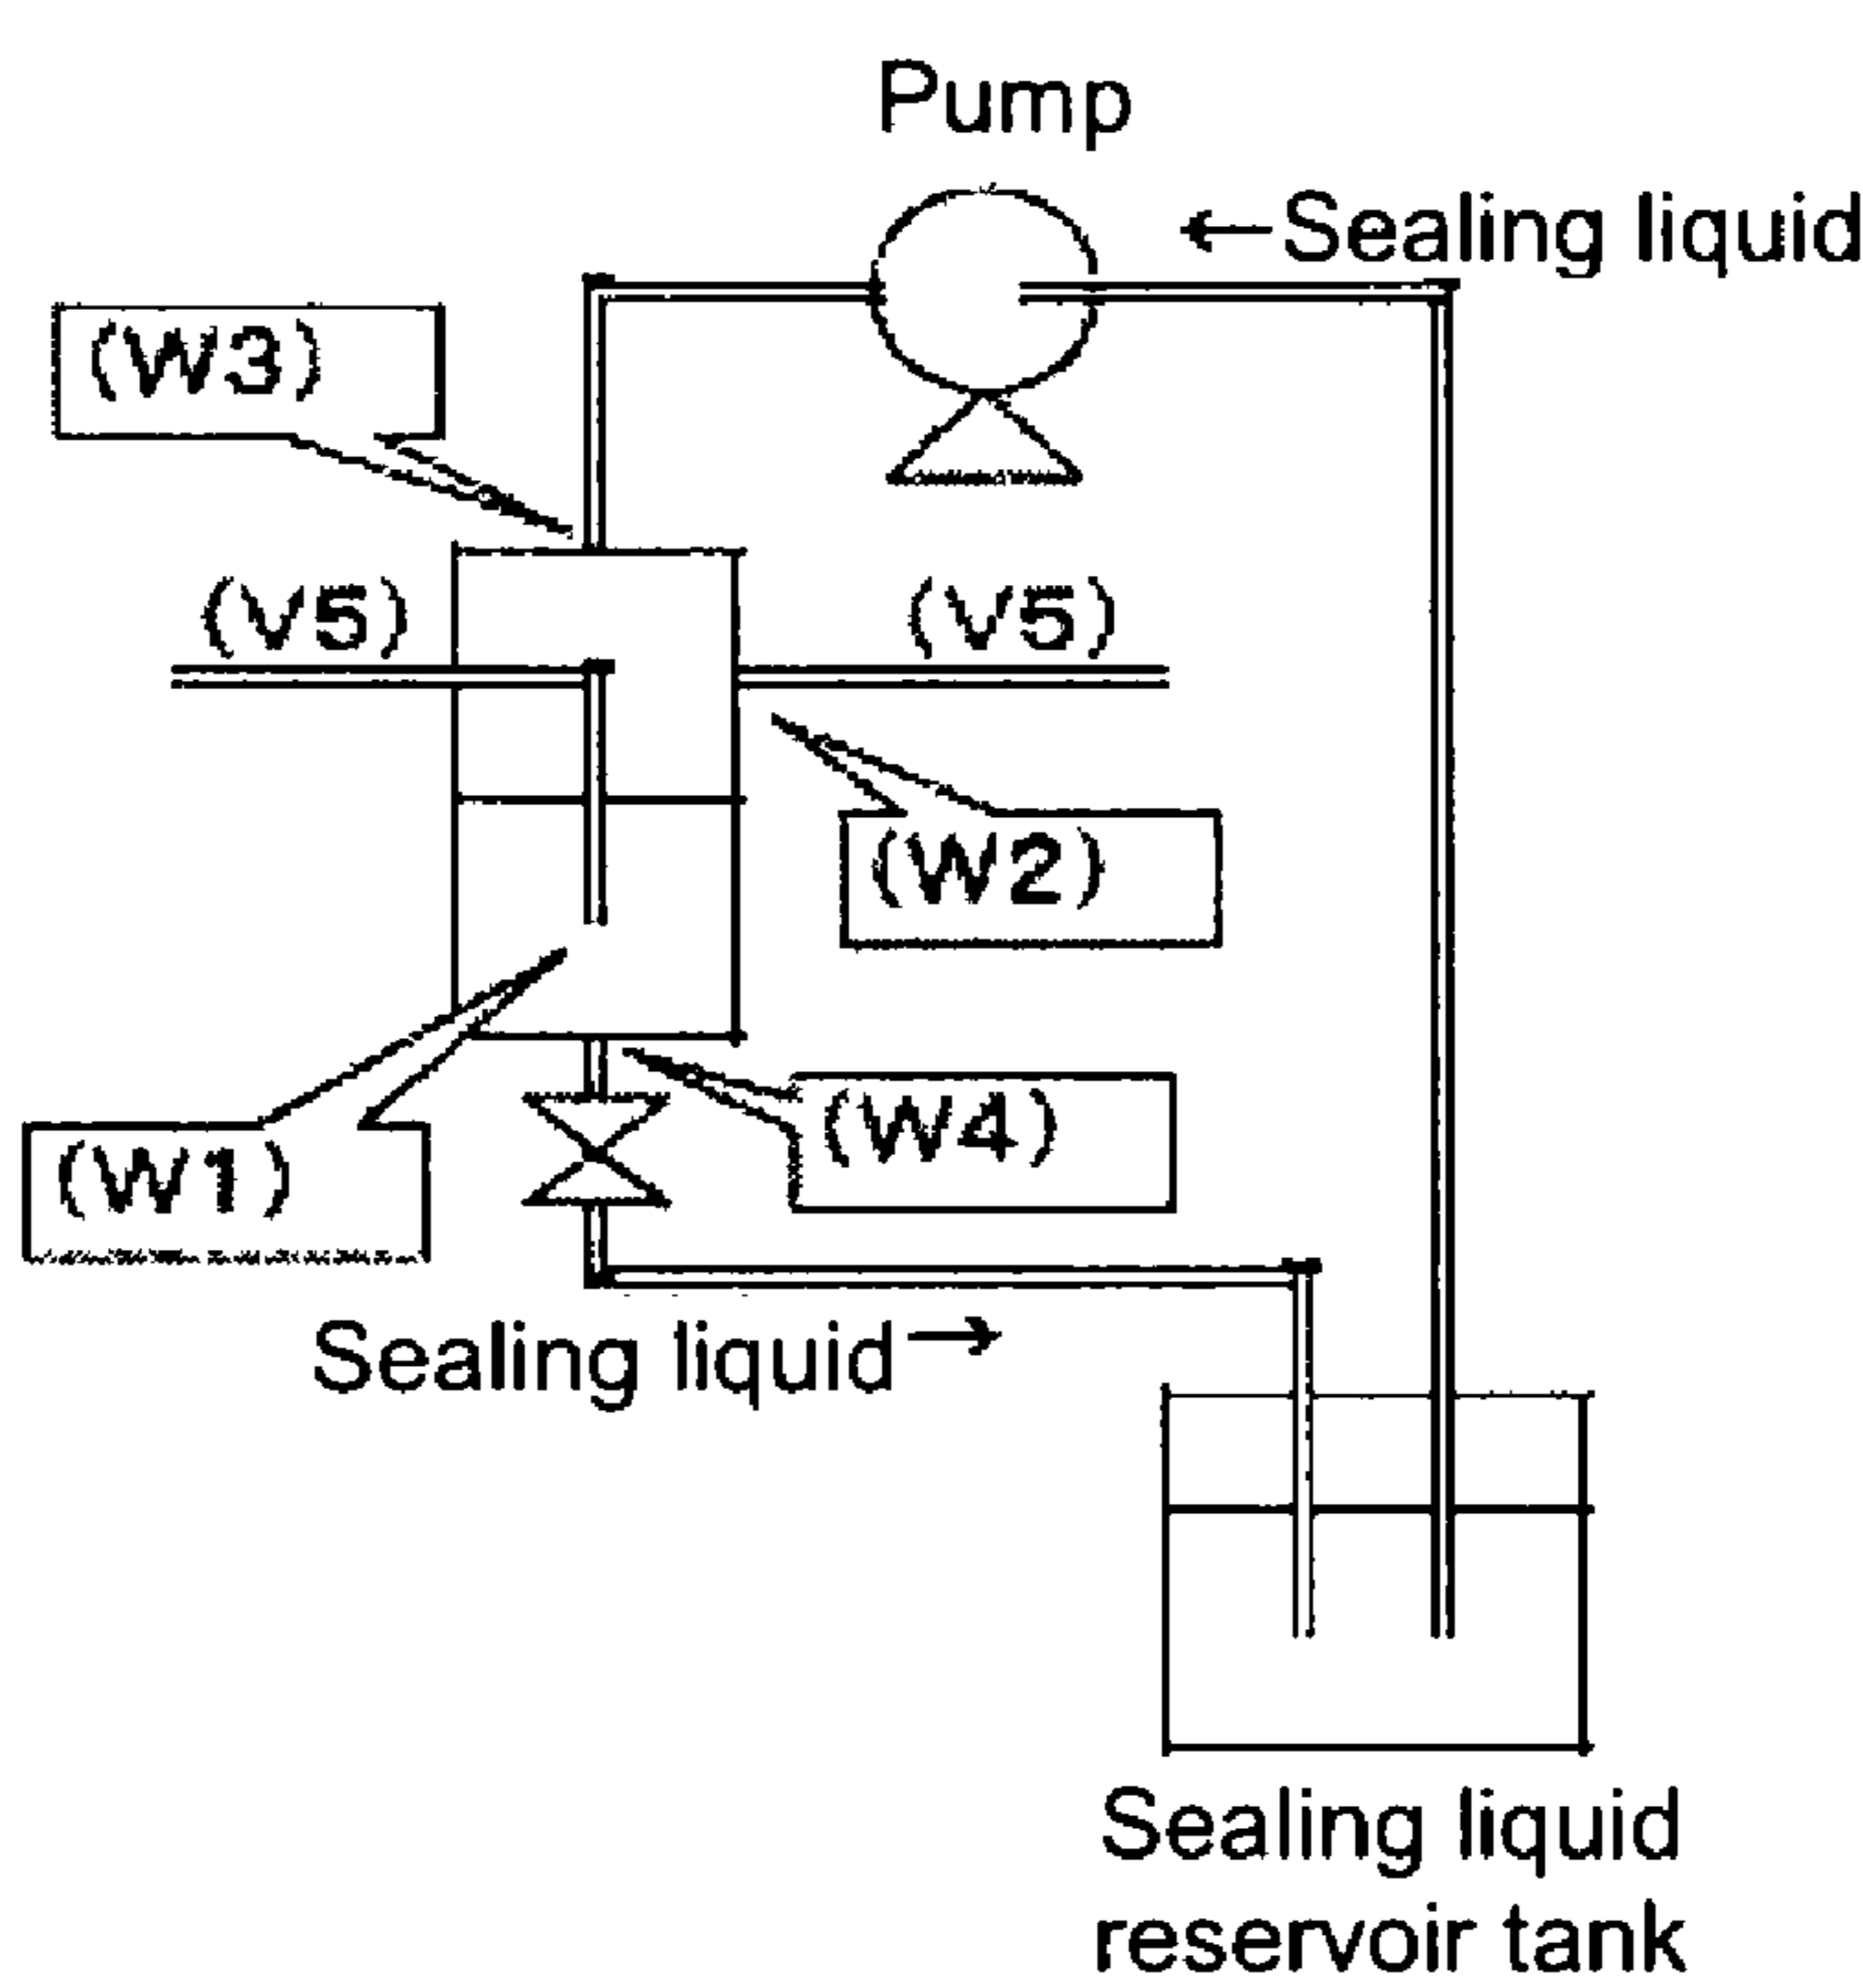 Pump
←Sealing liquid
(W3)
(V5)
(V5)
(W2)
(W4)
(W1)
Sealing liquid→
Sealing liquid
reservoir tank